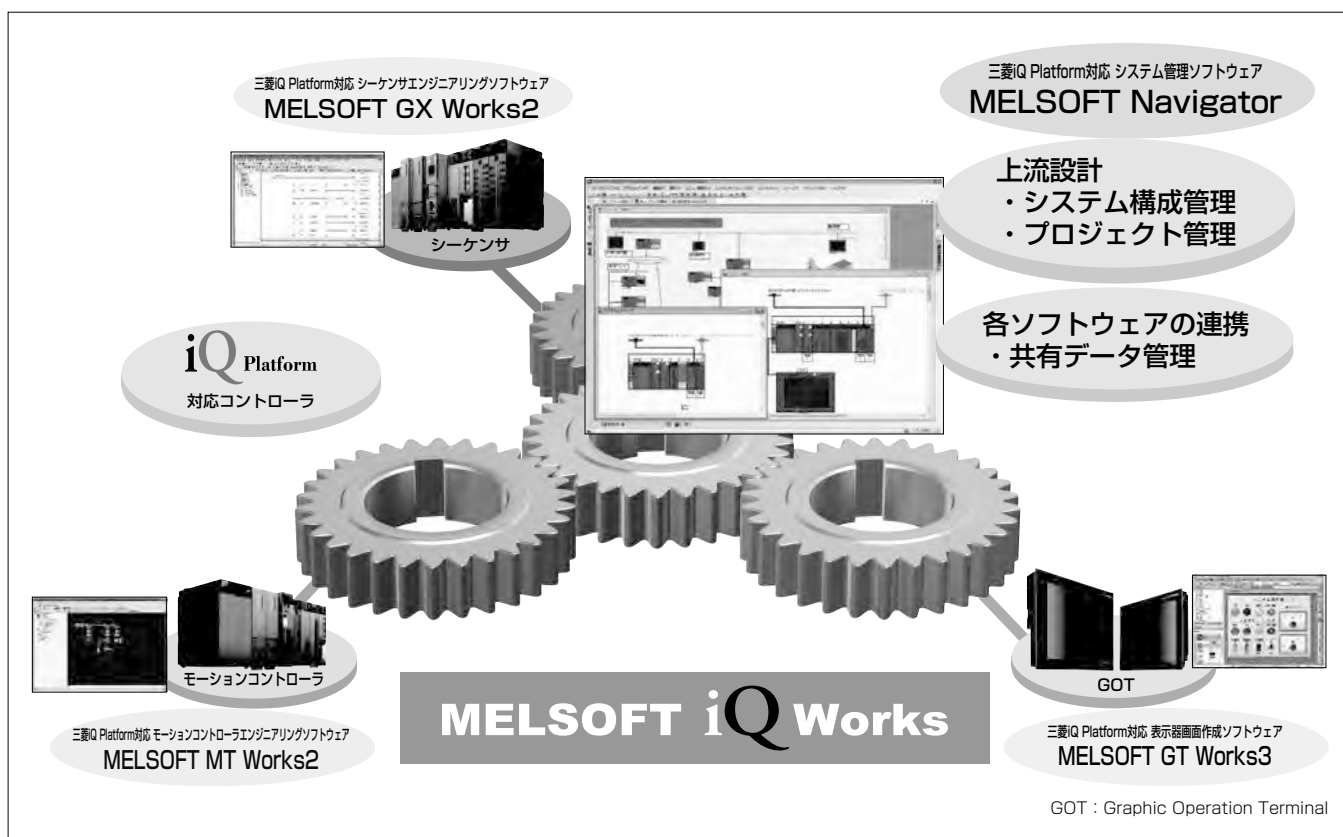 三菱iQ Platform対応 シーケンサエンジニアリングソフトウェア
MELSOFT GX Works2
シーケンサ
三菱iQ Platform対応 システム管理ソフトウェア
MELSOFT Navigator
上流設計
・システム構成管理
・プロジェクト管理
各ソフトウェアの連携
・共有データ管理
iQ Platform
対応コントローラ
モーションコントローラ
三菱iQ Platform対応 モーションコントローラエンジニアリングソフトウェア
MELSOFT MT Works2
MELSOFT iQ Works
GOT
三菱iQ Platform対応 表示器画面作成ソフトウェア
MELSOFT GT Works3
GOT：Graphic Operation Terminal